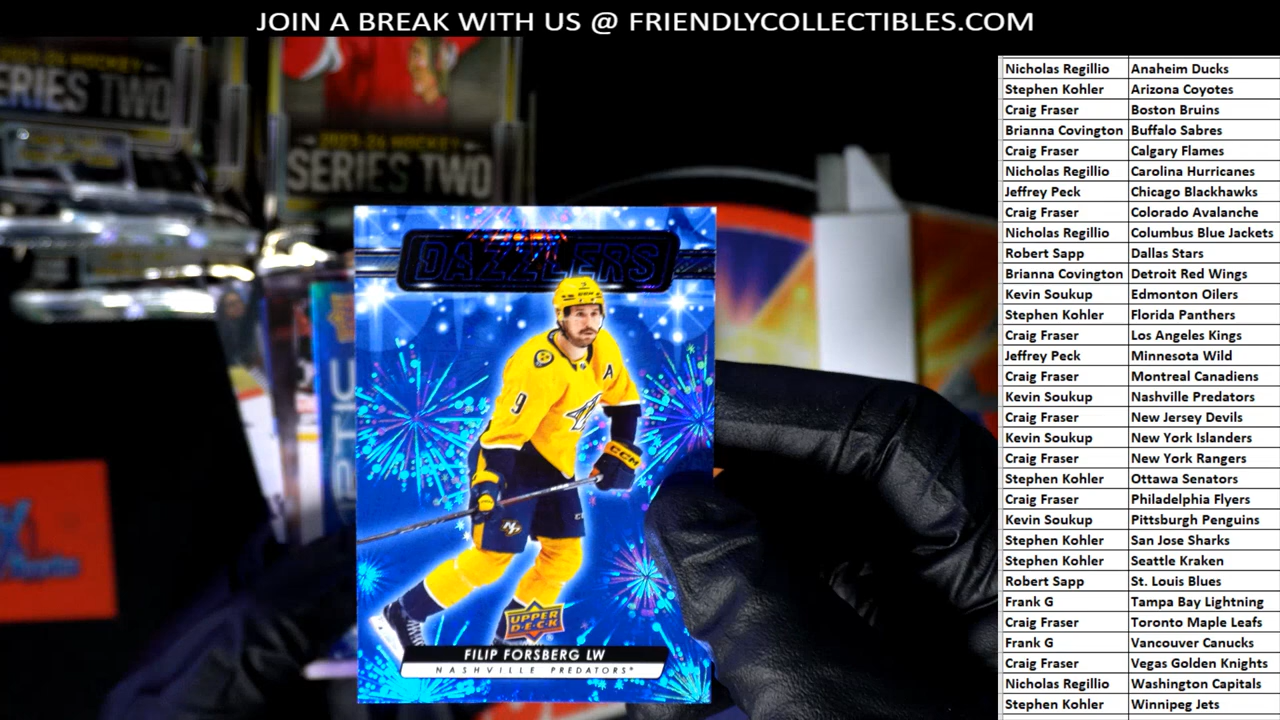 JOIN A BREAK WITH US @ FRIENDLYCOLLECTIBLES.COM
2023-24 HOCKEY
SERIES TWO
2023-24 HOCKEY
SERIES TWO
DAZZLERS
9
A
CCM
UPPER
D·E·C·K
FILIP FORSBERG LW
NASHVILLE PREDATORS
Nicholas Regillio Anaheim Ducks
Stephen Kohler Arizona Coyotes
Craig Fraser Boston Bruins
Brianna Covington Buffalo Sabres
Craig Fraser Calgary Flames
Nicholas Regillio Carolina Hurricanes
Jeffrey Peck Chicago Blackhawks
Craig Fraser Colorado Avalanche
Nicholas Regillio Columbus Blue Jackets
Robert Sapp Dallas Stars
Brianna Covington Detroit Red Wings
Kevin Soukup Edmonton Oilers
Stephen Kohler Florida Panthers
Craig Fraser Los Angeles Kings
Jeffrey Peck Minnesota Wild
Craig Fraser Montreal Canadiens
Kevin Soukup Nashville Predators
Craig Fraser New Jersey Devils
Kevin Soukup New York Islanders
Craig Fraser New York Rangers
Stephen Kohler Ottawa Senators
Craig Fraser Philadelphia Flyers
Kevin Soukup Pittsburgh Penguins
Stephen Kohler San Jose Sharks
Stephen Kohler Seattle Kraken
Robert Sapp St. Louis Blues
Frank G Tampa Bay Lightning
Craig Fraser Toronto Maple Leafs
Frank G Vancouver Canucks
Craig Fraser Vegas Golden Knights
Nicholas Regillio Washington Capitals
Stephen Kohler Winnipeg Jets